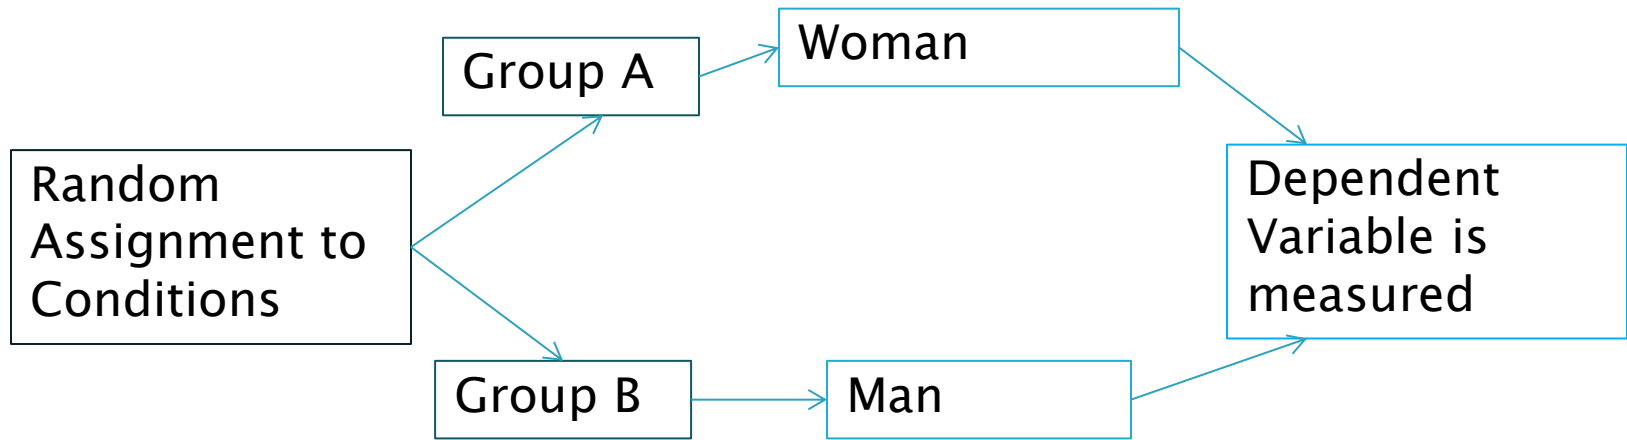 Random
Assignment to
Conditions
Group A
Woman
Group B
Man
Dependent
Variable is
measured